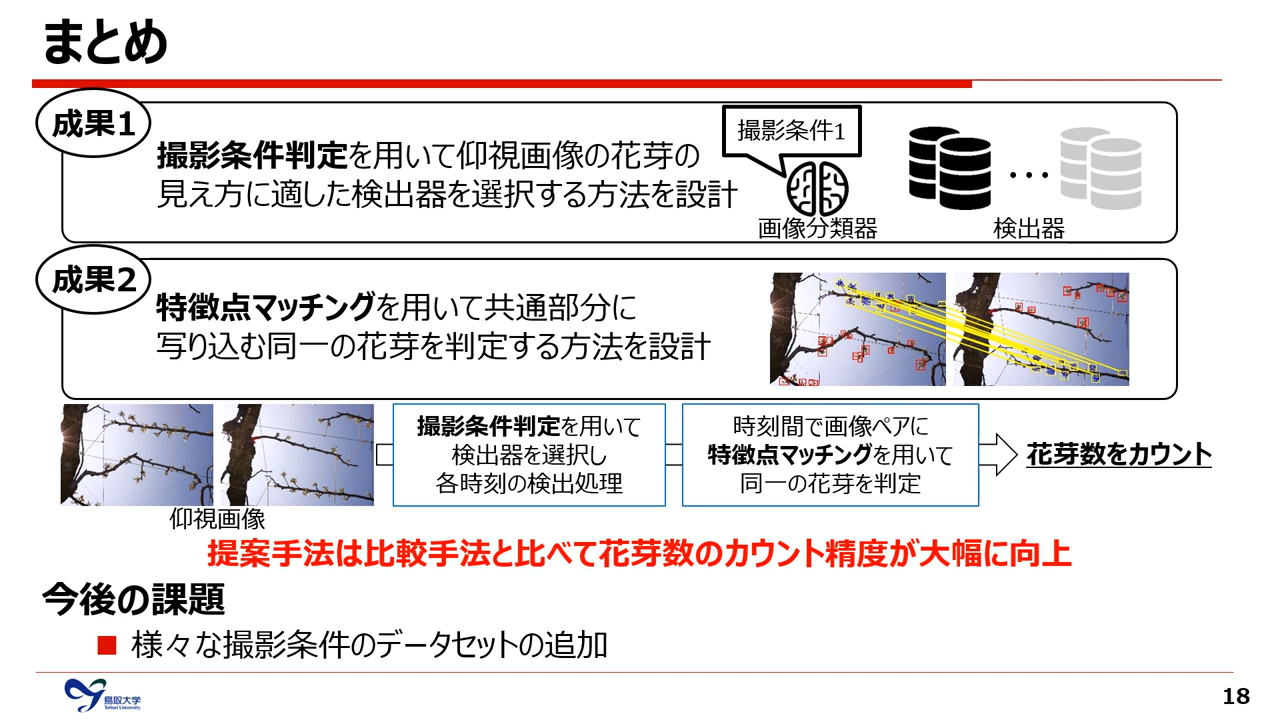 まとめ
成果1
撮影条件判定を用いて仰視画像の花芽の
見え方に適した検出器を選択する方法を設計
撮影条件1
画像分類器
…
検出器
成果2
特徴点マッチングを用いて共通部分に
写り込む同一の花芽を判定する方法を設計
仰視画像
撮影条件判定を用いて
検出器を選択し
各時刻の検出処理
時刻間で画像ペアに
特徴点マッチングを用いて
同一の花芽を判定
花芽数をカウント
提案手法は比較手法と比べて花芽数のカウント精度が大幅に向上
今後の課題
■ 様々な撮影条件のデータセットの追加
鳥取大学
Tottori University
18